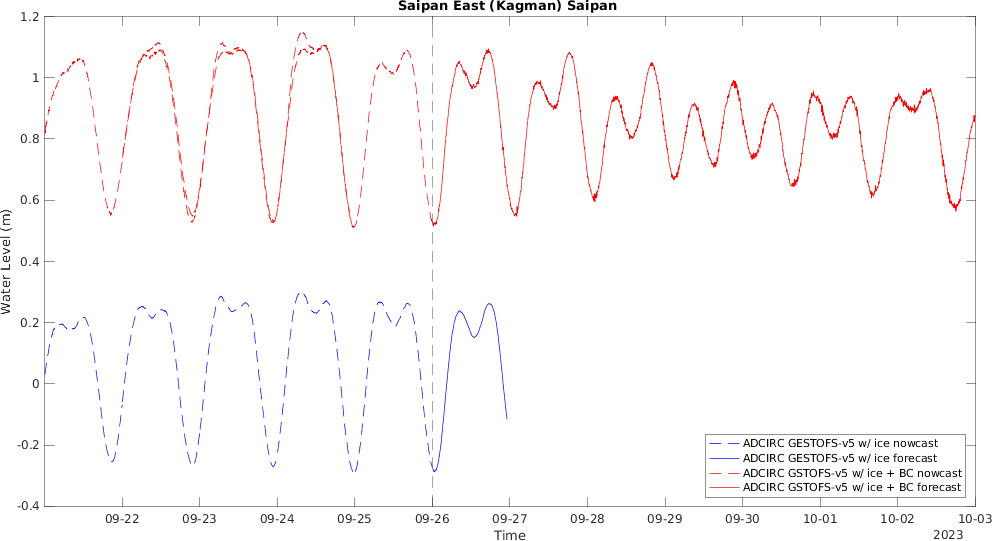 Saipan East (Kagman) Saipan
1.2
1
0.8
0.6
0.4
0.2
0
-0.2
-0.4
Water Level (m)
09-22 09-23 09-24 09-25 09-26 09-27 09-28 09-29 09-30 10-01 10-02 10-03
2023
Time
ADCIRC GESTOFS-v5 w/ ice nowcast
ADCIRC GESTOFS-v5 w/ ice forecast
ADCIRC GSTOFS-v5 w/ ice + BC nowcast
ADCIRC GSTOFS-v5 w/ ice + BC forecast